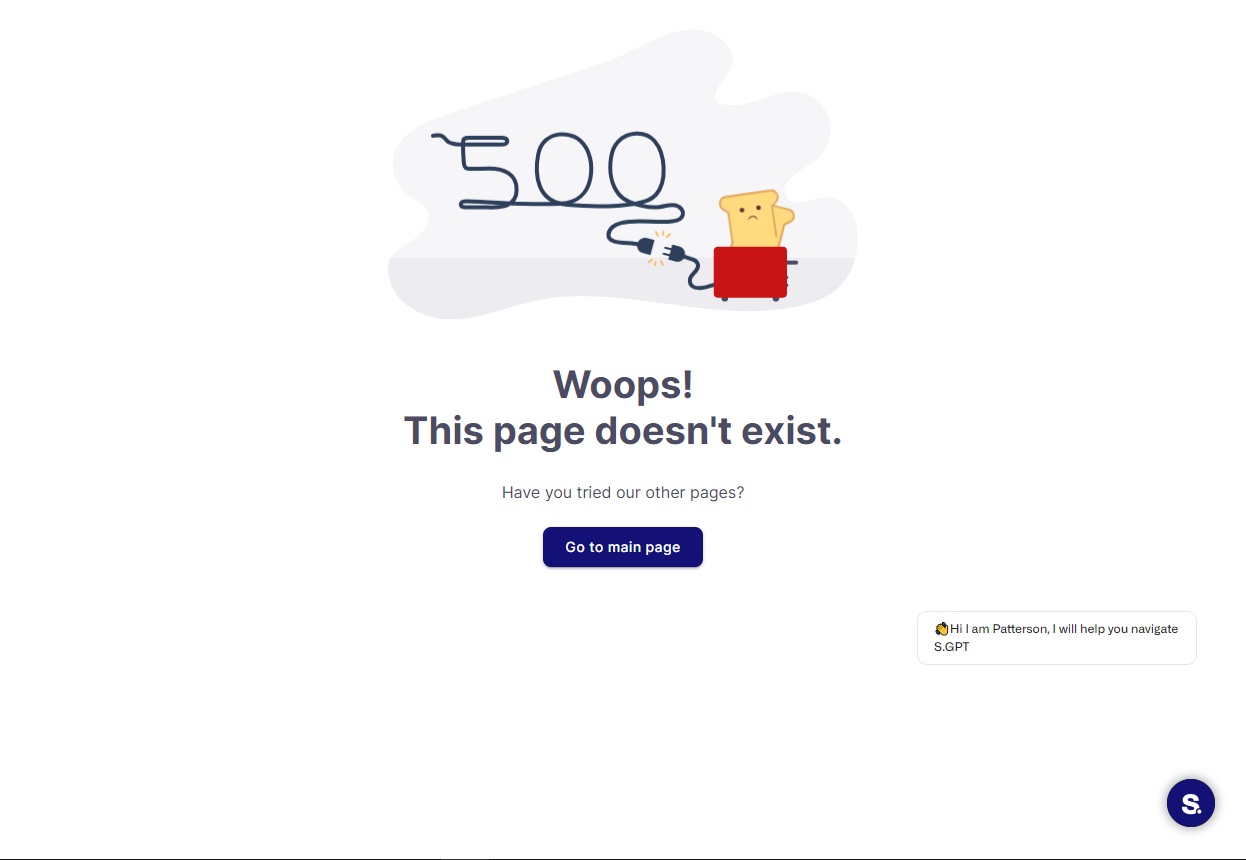 500
Woops!
This page doesn't exist.
Have you tried our other pages?
Go to main page
👋Hi I am Patterson, I will help you navigate
S.GPT
S.